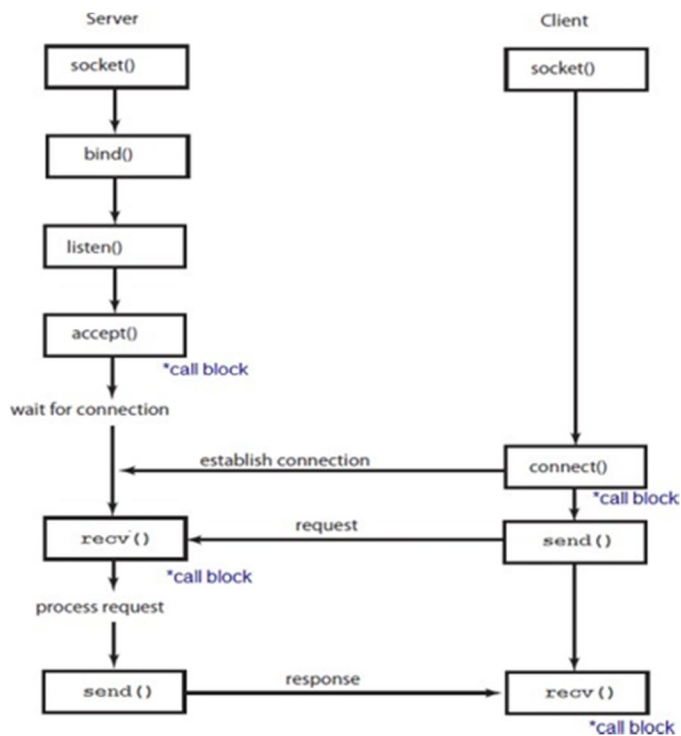 Server
Client
socket()
socket()
bind()
listen()
accept()
*call block
wait for connection
establish connection
connect()
*call block
recv()
request
send()
*call block
process request
send()
response
recv()
*call block